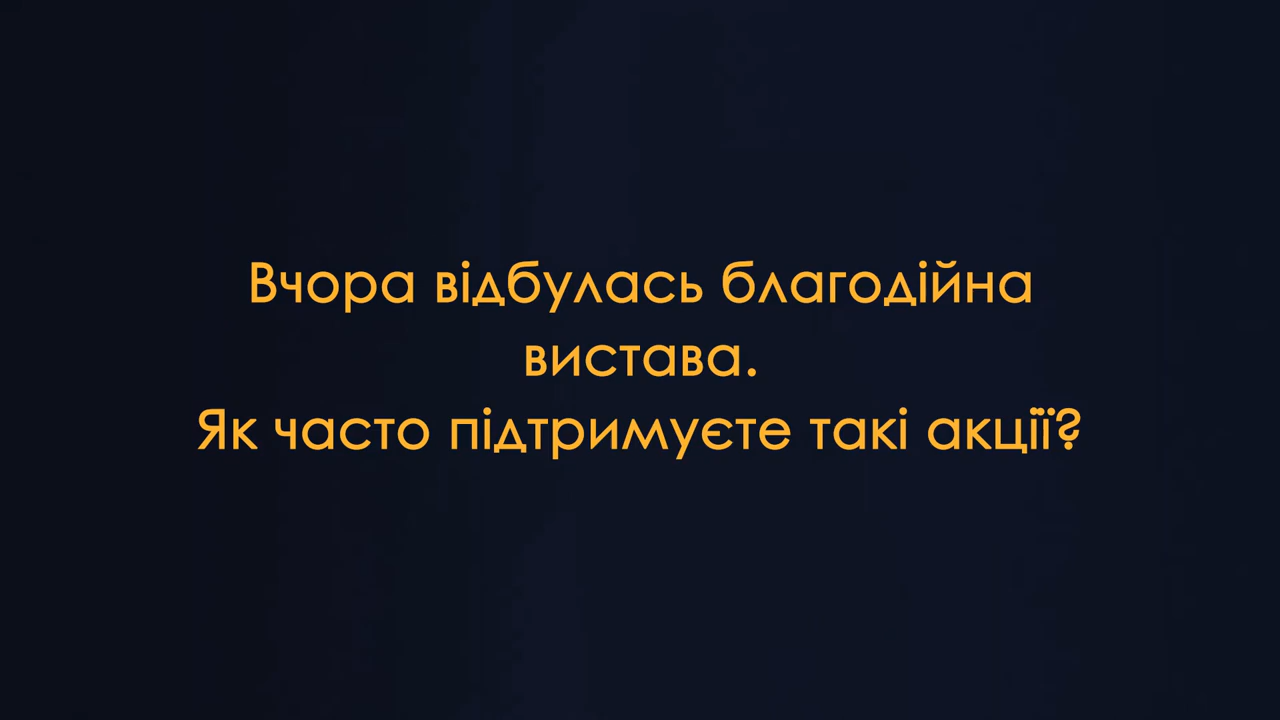 Вчора відбулась благодійна
вистава.
Як часто підтримуєте такі акції?